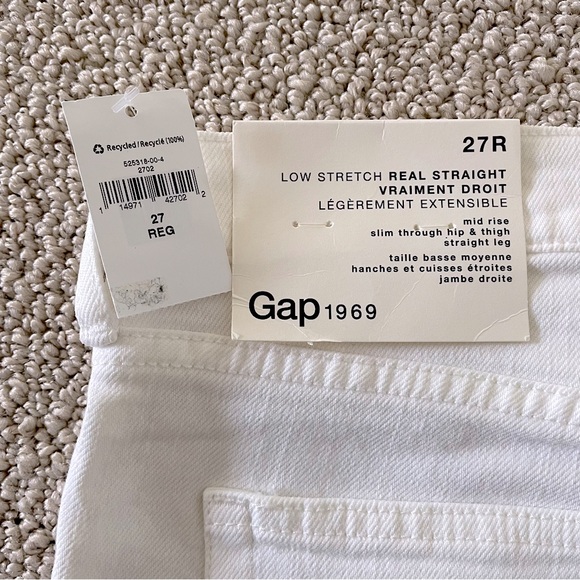 Recycled / Recyclé (100%)
525318-00-4
2702
1 14971 42702 2
27
REG
27R
LOW STRETCH REAL STRAIGHT
VRAIMENT DROIT
LÉGÈREMENT EXTENSIBLE
mid rise
slim through hip & thigh
straight leg
taille basse moyenne
hanches et cuisses étroites
jambe droite
Gap 1969